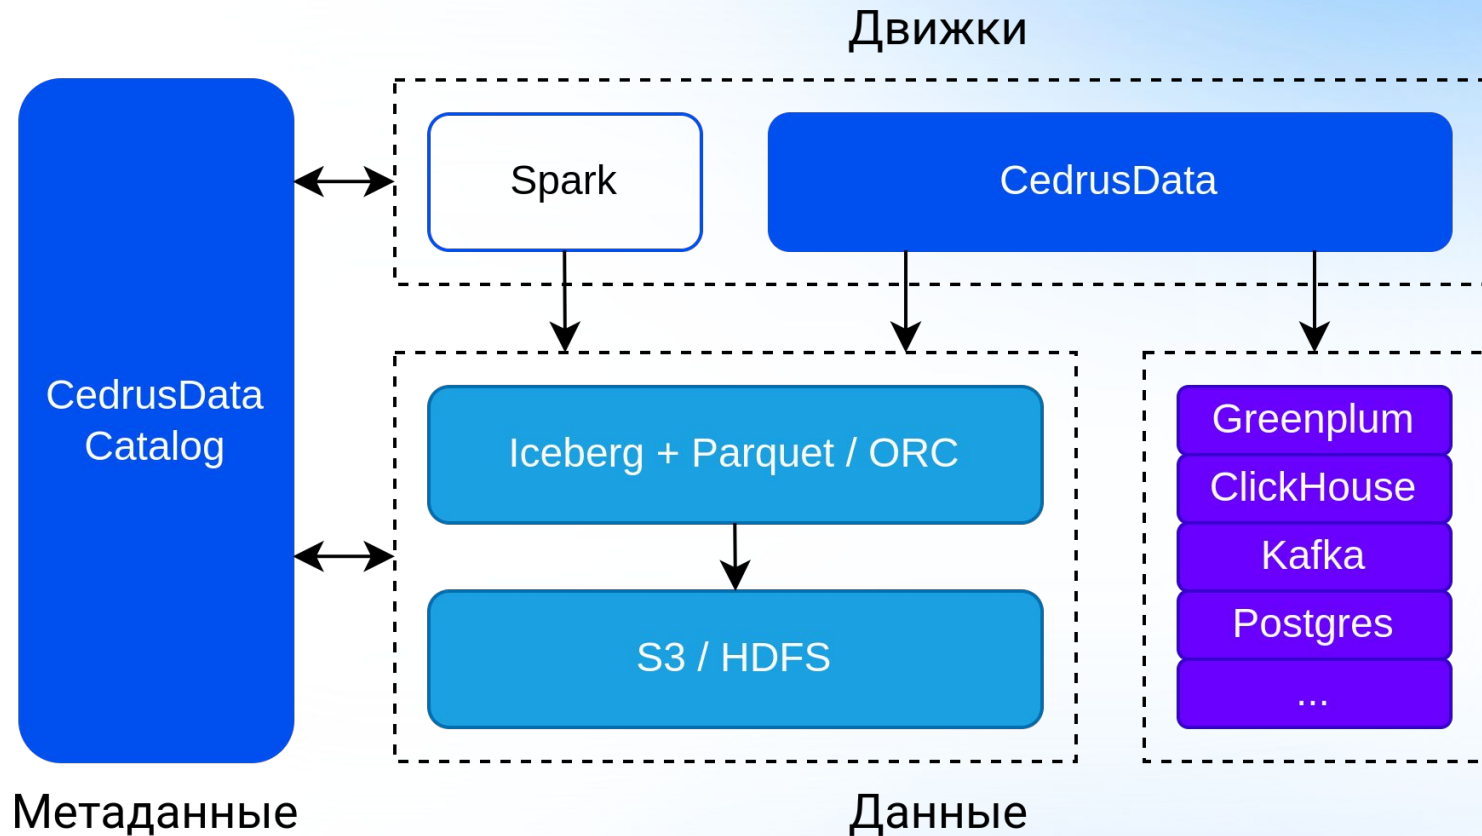 Движки
Spark
CedrusData
CedrusData
Catalog
Iceberg + Parquet / ORC
S3 / HDFS
Greenplum
ClickHouse
Kafka
Postgres
...
Метаданные
Данные